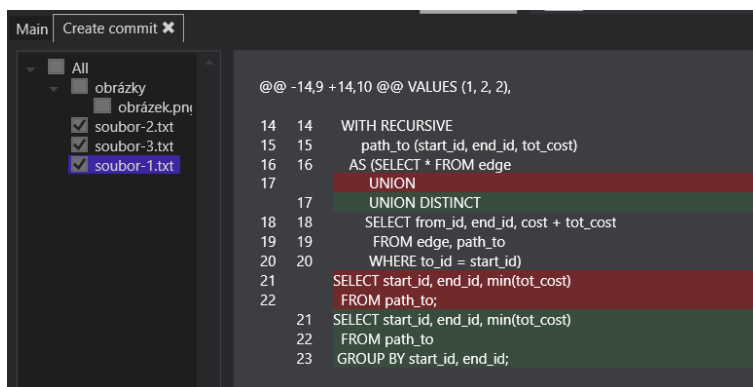 Main Create commit ✖
All
obrázky
obrázek.pn
soubor-2.txt
soubor-3.txt
soubor-1.txt
@@ -14,9 +14,10 @@ VALUES (1, 2, 2),
14 14 WITH RECURSIVE
15 15 path_to (start_id, end_id, tot_cost)
16 16 AS (SELECT * FROM edge
17 UNION
17 UNION DISTINCT
18 18 SELECT from_id, end_id, cost + tot_cost
19 19 FROM edge, path_to
20 20 WHERE to_id = start_id)
21 SELECT start_id, end_id, min(tot_cost)
22 FROM path_to;
21 SELECT start_id, end_id, min(tot_cost)
22 FROM path_to
23 GROUP BY start_id, end_id;